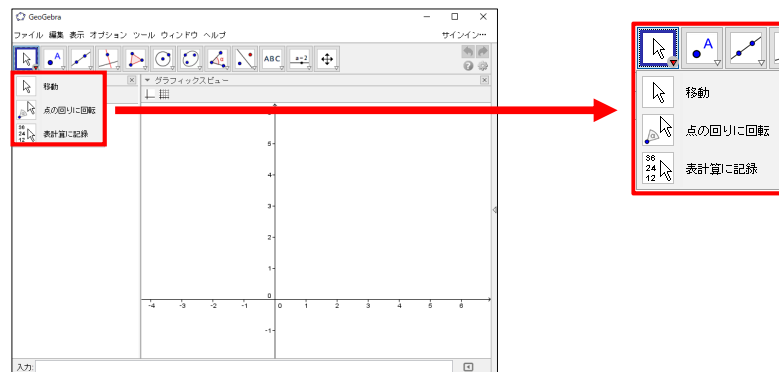 GeoGebra
ファイル 編集 表示 オプション ツール ウィンドウ ヘルプ サインイン…
A ABC a=2
移動
▼ グラフィックスビュー
点の回りに回転
36 24 12 表計算に記録
5
4
3
2
1
0
-4 -3 -2 -1 0 1 2 3 4 5 6
-1
入力:
A
移動
点の回りに回転
36 24 12 表計算に記録